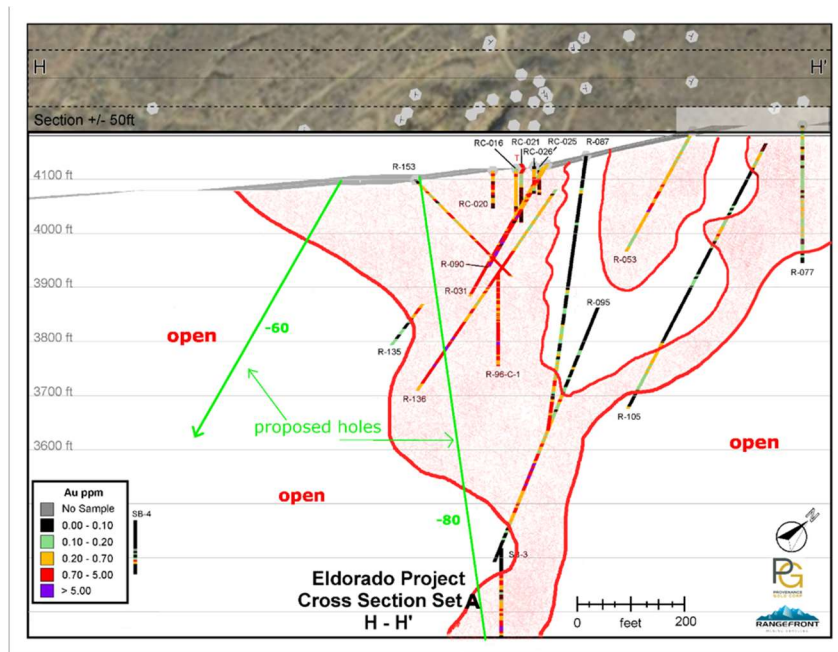 H
H'
Section +/- 50ft
RC-016
RC-021
RC-025
R-087
RC-026
R-153
4100 ft
RC-020
4000 ft
R-090
R-053
3900 ft
R-031
R-077
R-095
3800 ft
open
-60
R-135
R-96-C-1
3700 ft
R-136
R-105
proposed holes
3600 ft
open
open
Au ppm
No Sample
0.00 - 0.10
0.10 - 0.20
0.20 - 0.70
0.70 - 5.00
> 5.00
SB-4
-80
SB-3
Eldorado Project
Cross Section Set A
H - H'
0 feet 200
PG
PROVENANCE
GOLD CORP
RANGEFRONT